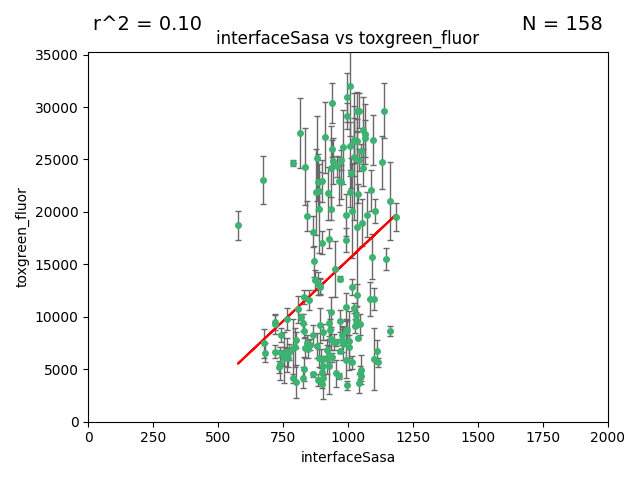 r^2 = 0.10
N = 158
interfaceSasa vs toxgreen_fluor
35000
30000
25000
20000
15000
10000
5000
0
toxgreen_fluor
0 250 500 750 1000 1250 1500 1750 2000
interfaceSasa